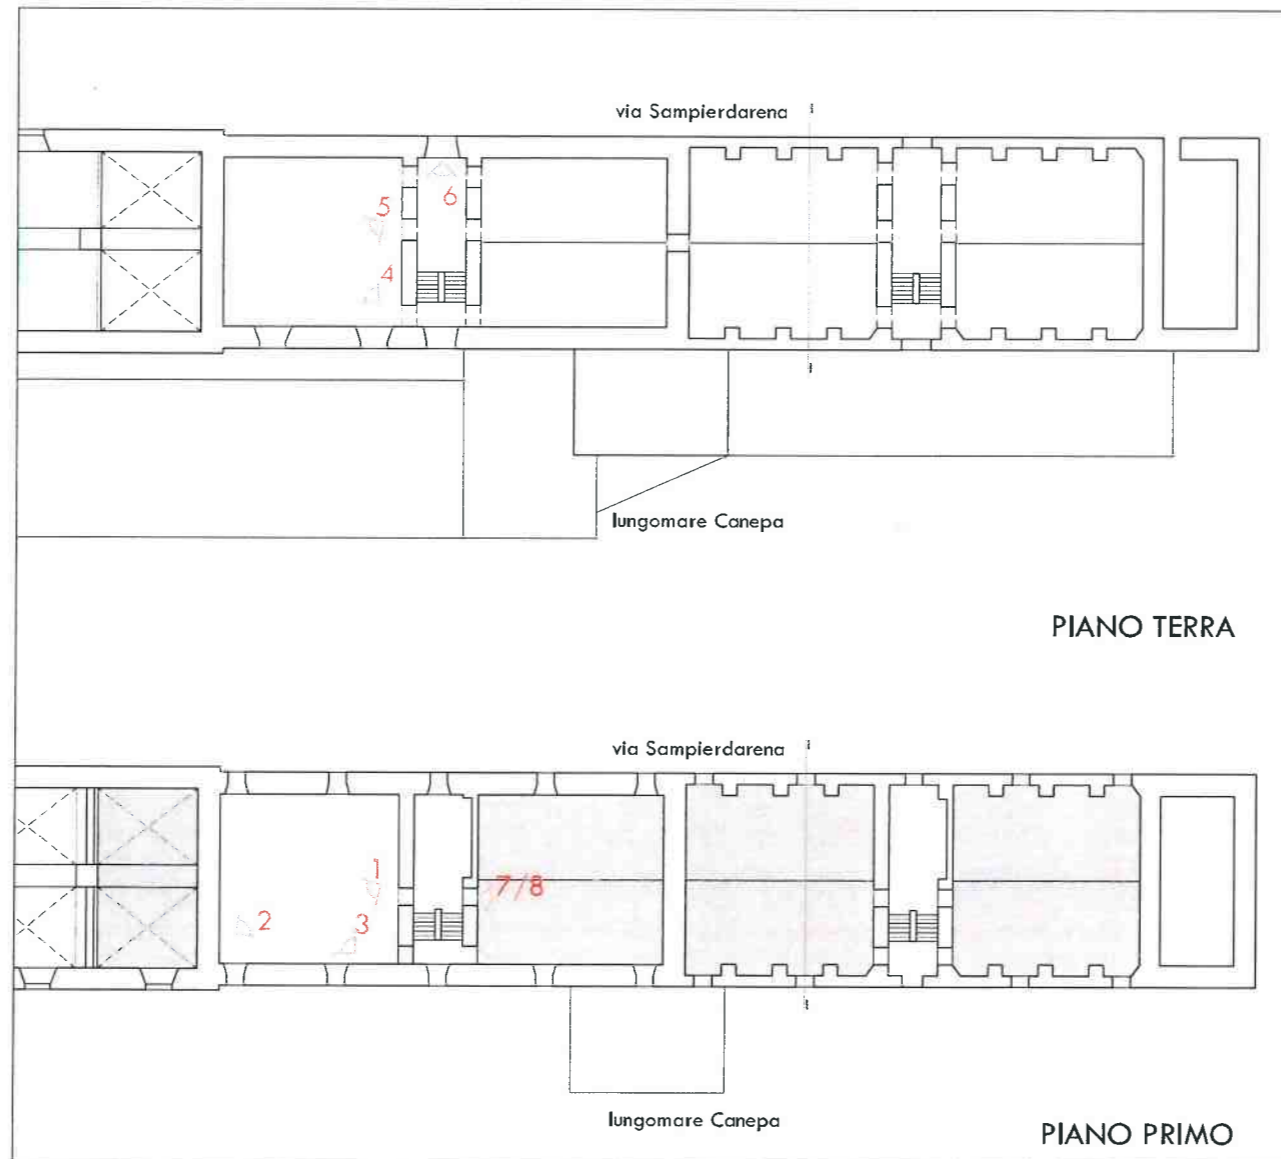 via Sampierdarena
6
5
4
lungomare Canepa
PIANO TERRA
via Sampierdarena
1
7/8
2
3
lungomare Canepa
PIANO PRIMO